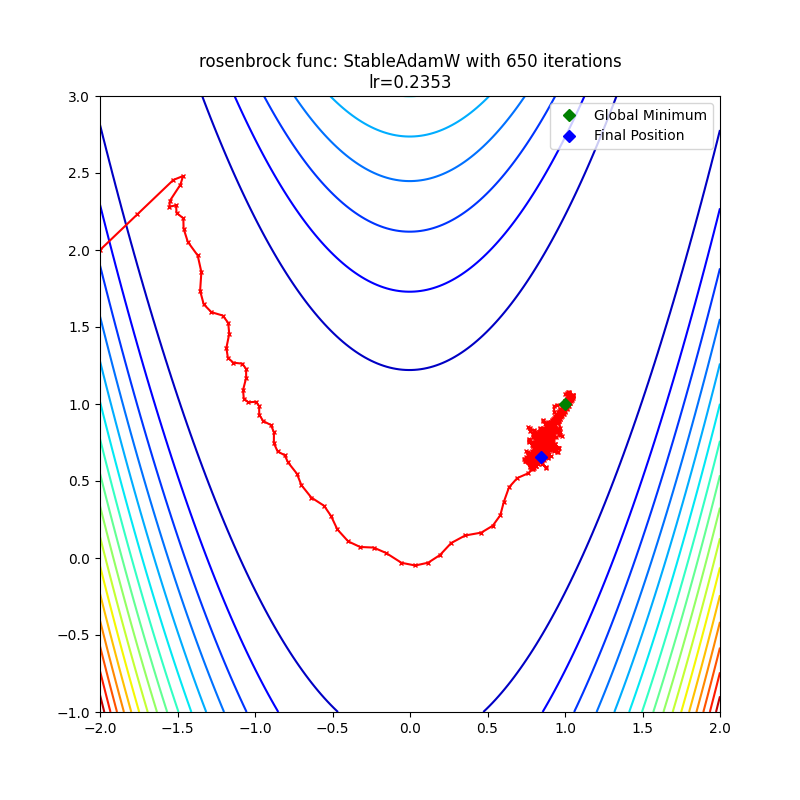 rosenbrock func: StableAdamW with 650 iterations
lr=0.2353
Global Minimum
Final Position
3.0
2.5
2.0
1.5
1.0
0.5
0.0
−0.5
−1.0
−2.0 −1.5 −1.0 −0.5 0.0 0.5 1.0 1.5 2.0